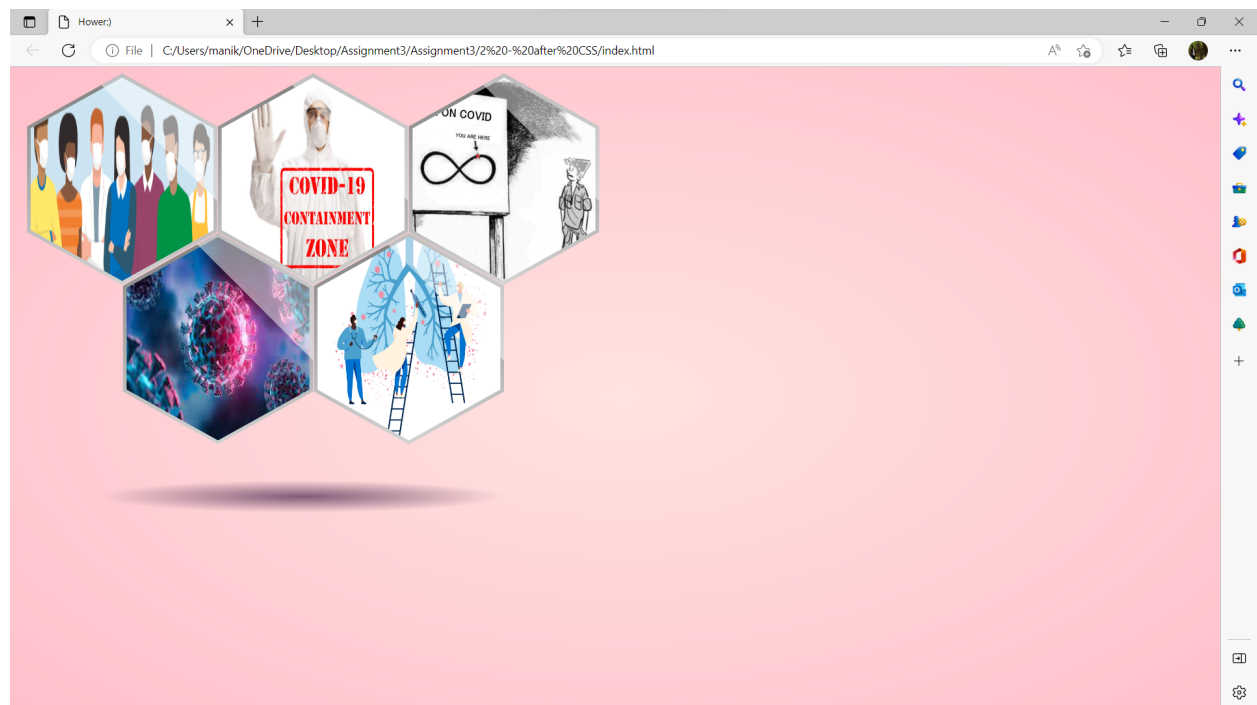 Hower:)
File | C:/Users/manik/OneDrive/Desktop/Assignment3/Assignment3/2%20-%20after%20CSS/index.html
ON COVID
YOU ARE HERE
COVID-19
CONTAINMENT
ZONE